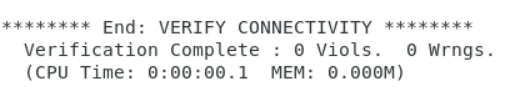 ******** End: VERIFY CONNECTIVITY ********
Verification Complete : 0 Viols.  0 Wrngs.
(CPU Time: 0:00:00.1  MEM: 0.000M)